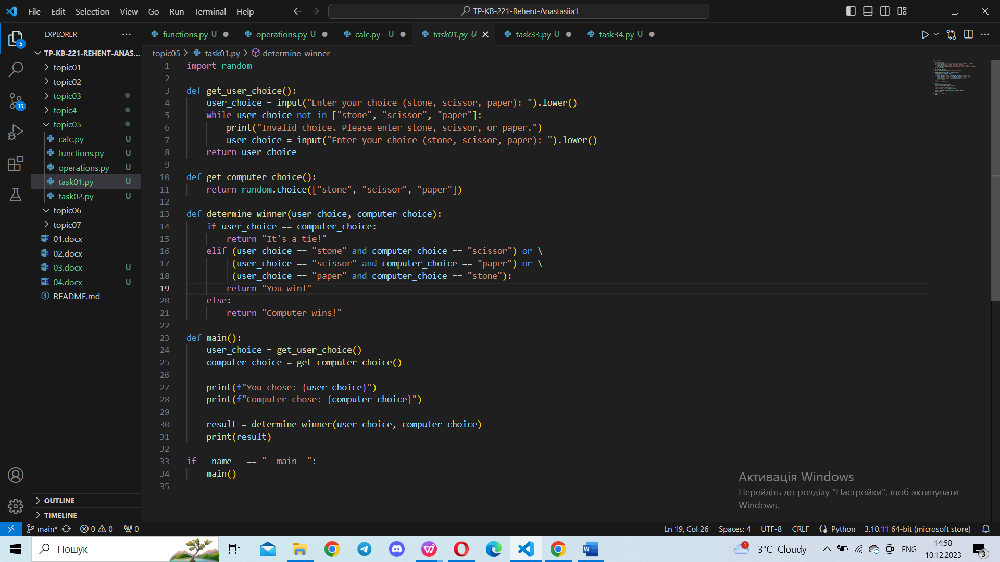 File Edit Selection View Go Run Terminal Help
TP-KB-221-Rehent-Anastasiia1
EXPLORER
TP-KB-221-REHENT-ANAS...
topic01
topic02
topic03
topic4
topic05
calc.py U
functions.py U
operations.py U
task01.py U
task02.py U
topic06
topic07
01.docx
02.docx
03.docx U
04.docx U
README.md
OUTLINE
TIMELINE
5
15
functions.py U operations.py U calc.py U task01.py U task33.py U task34.py U
topic05 > task01.py > determine_winner
1 import random
2
3 def get_user_choice():
4     user_choice = input("Enter your choice (stone, scissor, paper): ").lower()
5     while user_choice not in ["stone", "scissor", "paper"]:
6         print("Invalid choice. Please enter stone, scissor, or paper.")
7         user_choice = input("Enter your choice (stone, scissor, paper): ").lower()
8     return user_choice
9
10 def get_computer_choice():
11     return random.choice(["stone", "scissor", "paper"])
12
13 def determine_winner(user_choice, computer_choice):
14     if user_choice == computer_choice:
15         return "It's a tie!"
16     elif (user_choice == "stone" and computer_choice == "scissor") or \
17          (user_choice == "scissor" and computer_choice == "paper") or \
18          (user_choice == "paper" and computer_choice == "stone"):
19         return "You win!"
20     else:
21         return "Computer wins!"
22
23 def main():
24     user_choice = get_user_choice()
25     computer_choice = get_computer_choice()
26
27     print(f"You chose: {user_choice}")
28     print(f"Computer chose: {computer_choice}")
29
30     result = determine_winner(user_choice, computer_choice)
31     print(result)
32
33 if __name__ == "__main__":
34     main()
35
Активація Windows
Перейдіть до розділу "Настройки", щоб активувати
Windows.
main* 0 0 0 Ln 19, Col 26 Spaces: 4 UTF-8 CRLF Python 3.10.11 64-bit (microsoft store)
Пошук
1 -3°C Cloudy ENG
14:58
10.12.2023
3